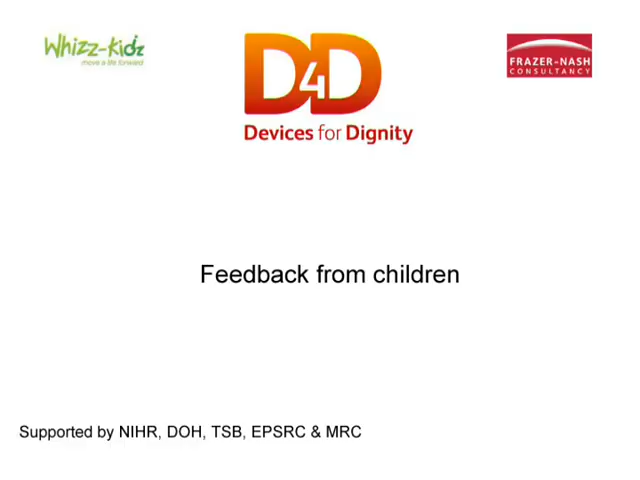 Whizz-kidz
move a life forward
D4D
Devices for Dignity
FRAZER-NASH
CONSULTANCY
Feedback from children
Supported by NIHR, DOH, TSB, EPSRC & MRC